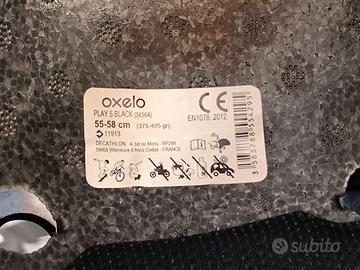 oxelo
PLAY 5 BLACK (S6564)
55-58 cm (375-405 gr)
11913
DECATHLON 4, bd de Mons - BP299
59665 Villeneuve d'Ascq Cedex - FRANCE
CE
EN1078: 2012
subito